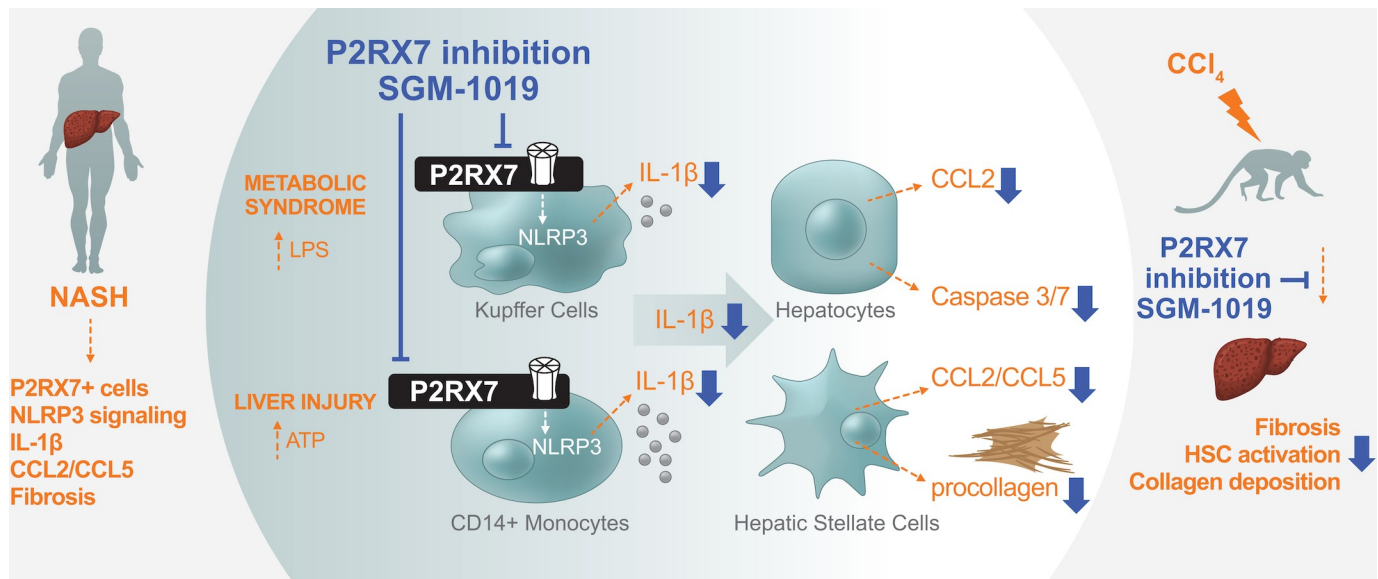 NASH
P2RX7+ cells
NLRP3 signaling
IL-1β
CCL2/CCL5
Fibrosis
P2RX7 inhibition
SGM-1019
METABOLIC
SYNDROME
LPS
P2RX7
NLRP3
IL-1β
Kupffer Cells
LIVER INJURY
ATP
P2RX7
NLRP3
IL-1β
CD14+ Monocytes
IL-1β
CCL2
Caspase 3/7
Hepatocytes
CCL2/CCL5
procollagen
Hepatic Stellate Cells
CCl₄
P2RX7
inhibition
SGM-1019
Fibrosis
HSC activation
Collagen deposition